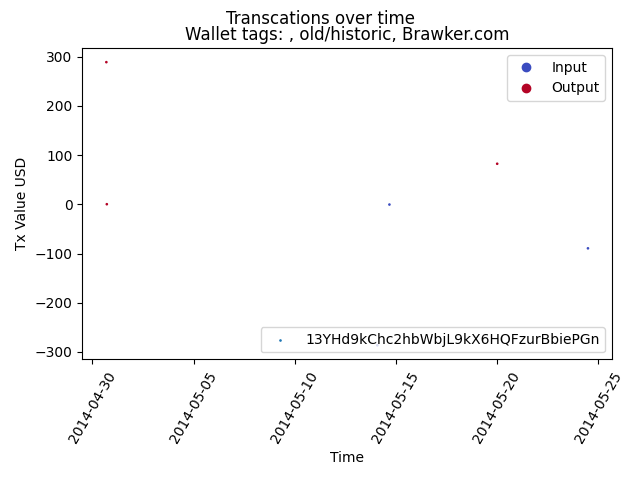 Transcations over time
Wallet tags: , old/historic, Brawker.com
Input
Output
300
200
100
0
−100
−200
−300
Tx Value USD
13YHd9kChc2hbWbjL9kX6HQFzurBbiePGn
2014-04-30
2014-05-05
2014-05-10
2014-05-15
2014-05-20
2014-05-25
Time